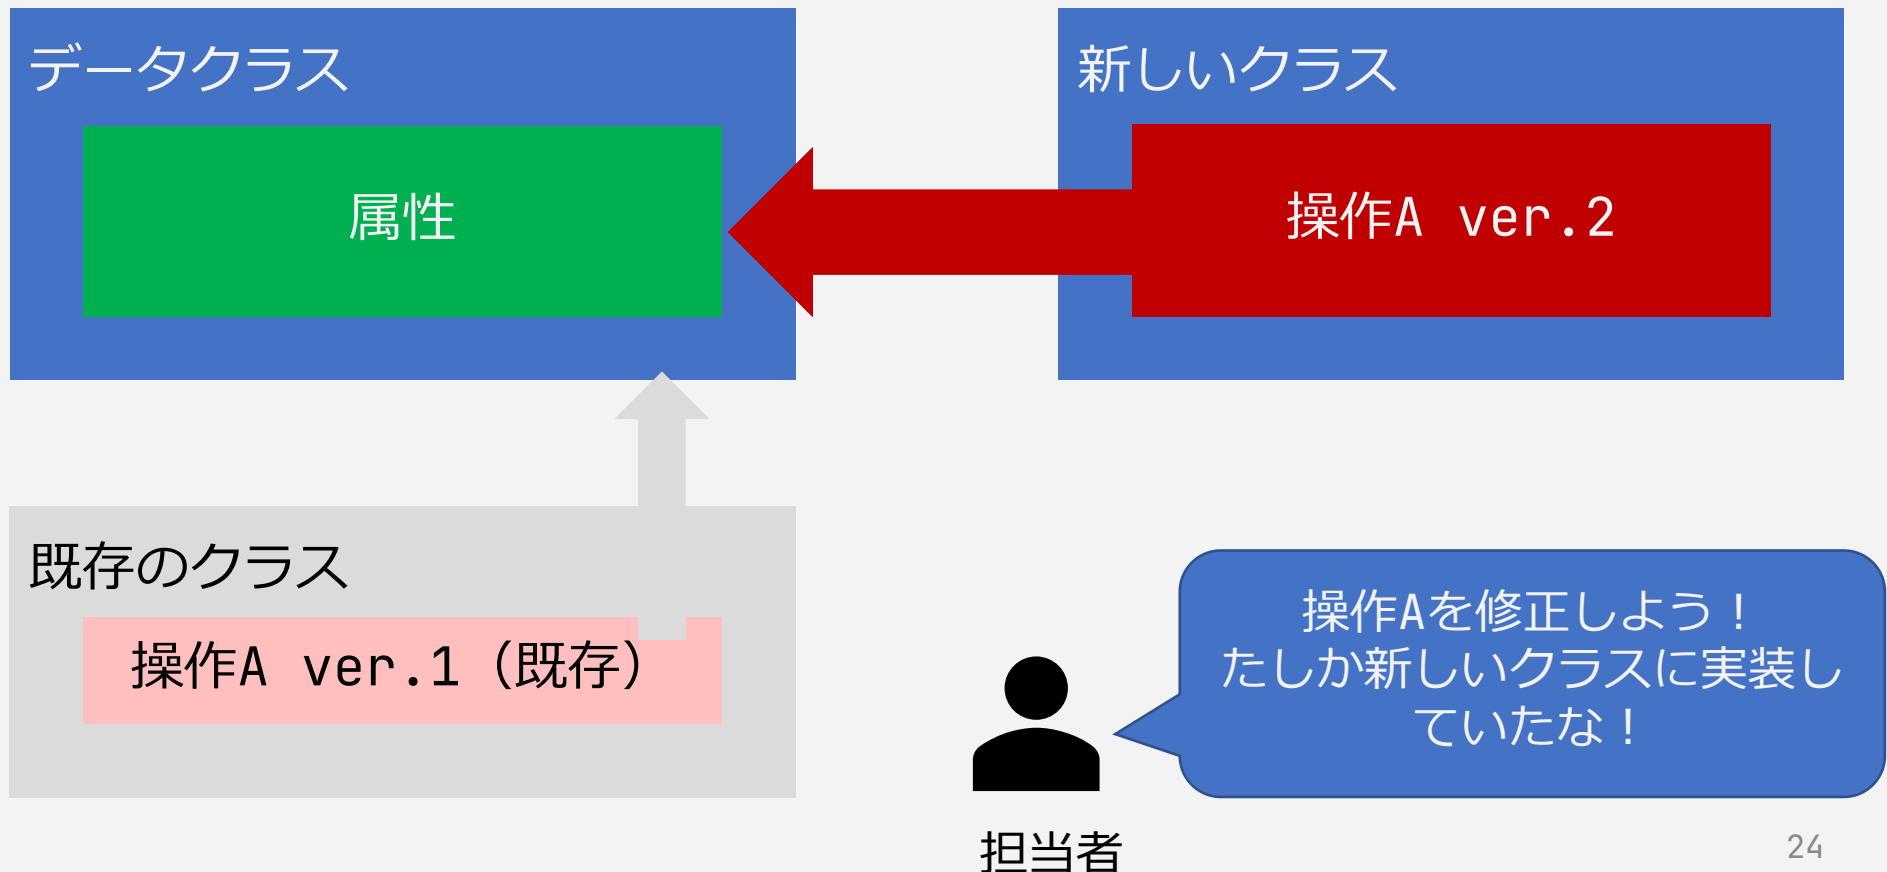 データクラス
属性
新しいクラス
操作A ver.2
既存のクラス
操作A ver.1（既存）
操作Aを修正しよう！
たしか新しいクラスに実装し
ていたな！
担当者
24